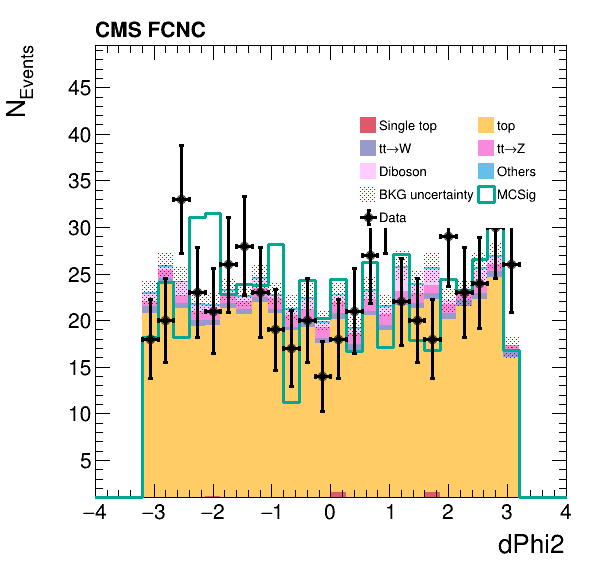 CMS FCNC
N_Events
45
40
35
30
25
20
15
10
5
Single top
top
tt→W
tt→Z
Diboson
Others
BKG uncertainty
MCSig
Data
−4 −3 −2 −1 0 1 2 3 4
dPhi2